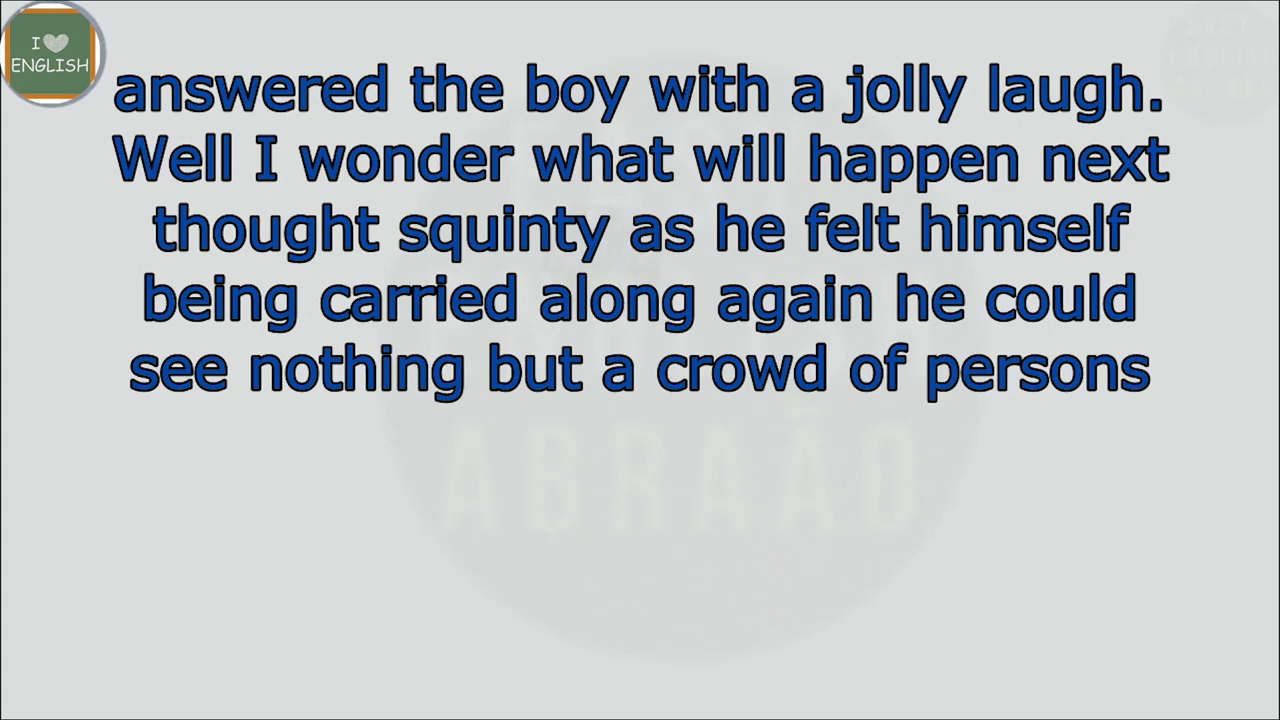 I
ENGLISH
answered the boy with a jolly laugh.
Well I wonder what will happen next
thought squinty as he felt himself
being carried along again he could
see nothing but a crowd of persons
ABRAÃO